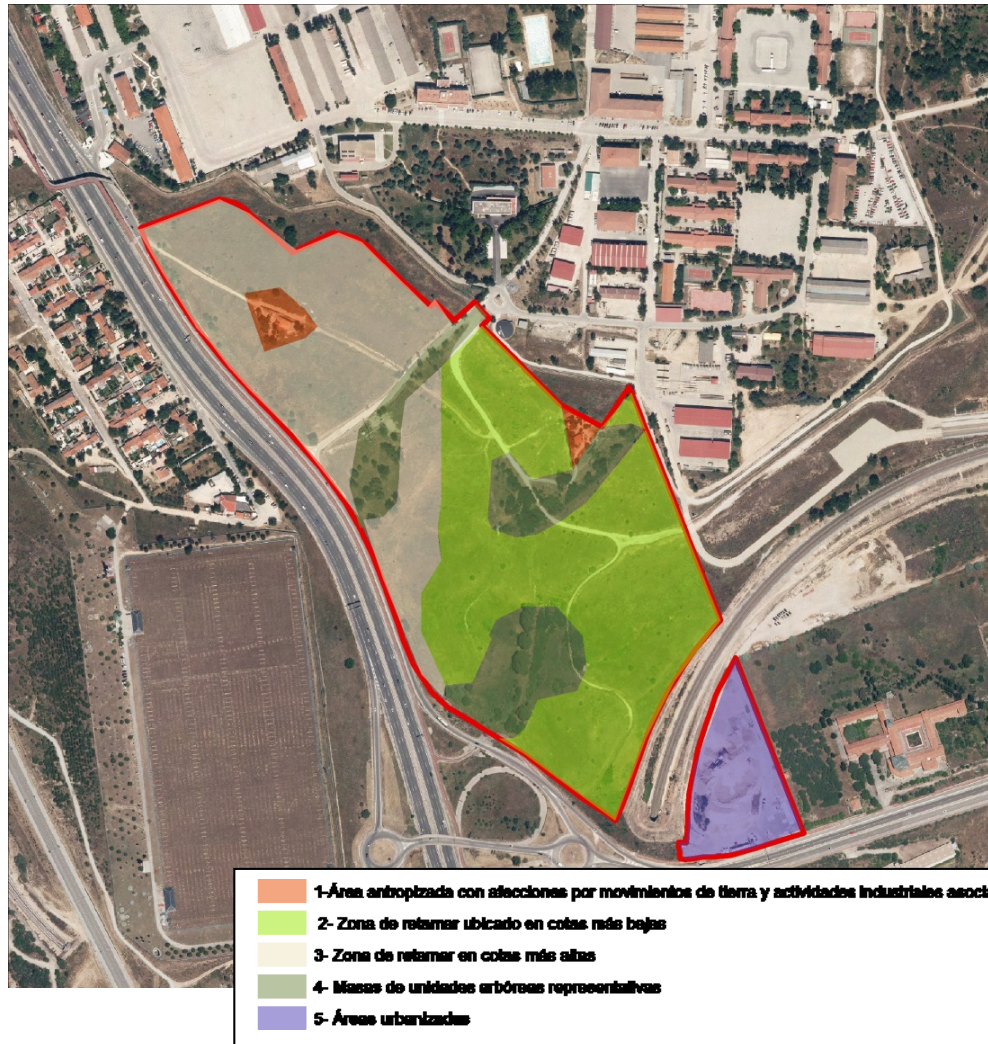 1-Área antropizada con afecciones por movimientos de tierra y actividades industriales asoci
2- Zona de retamar ubicado en cotas más bajas
3- Zona de retamar en cotas más altas
4- Masas de unidades arbóreas representativas
5- Áreas urbanizadas